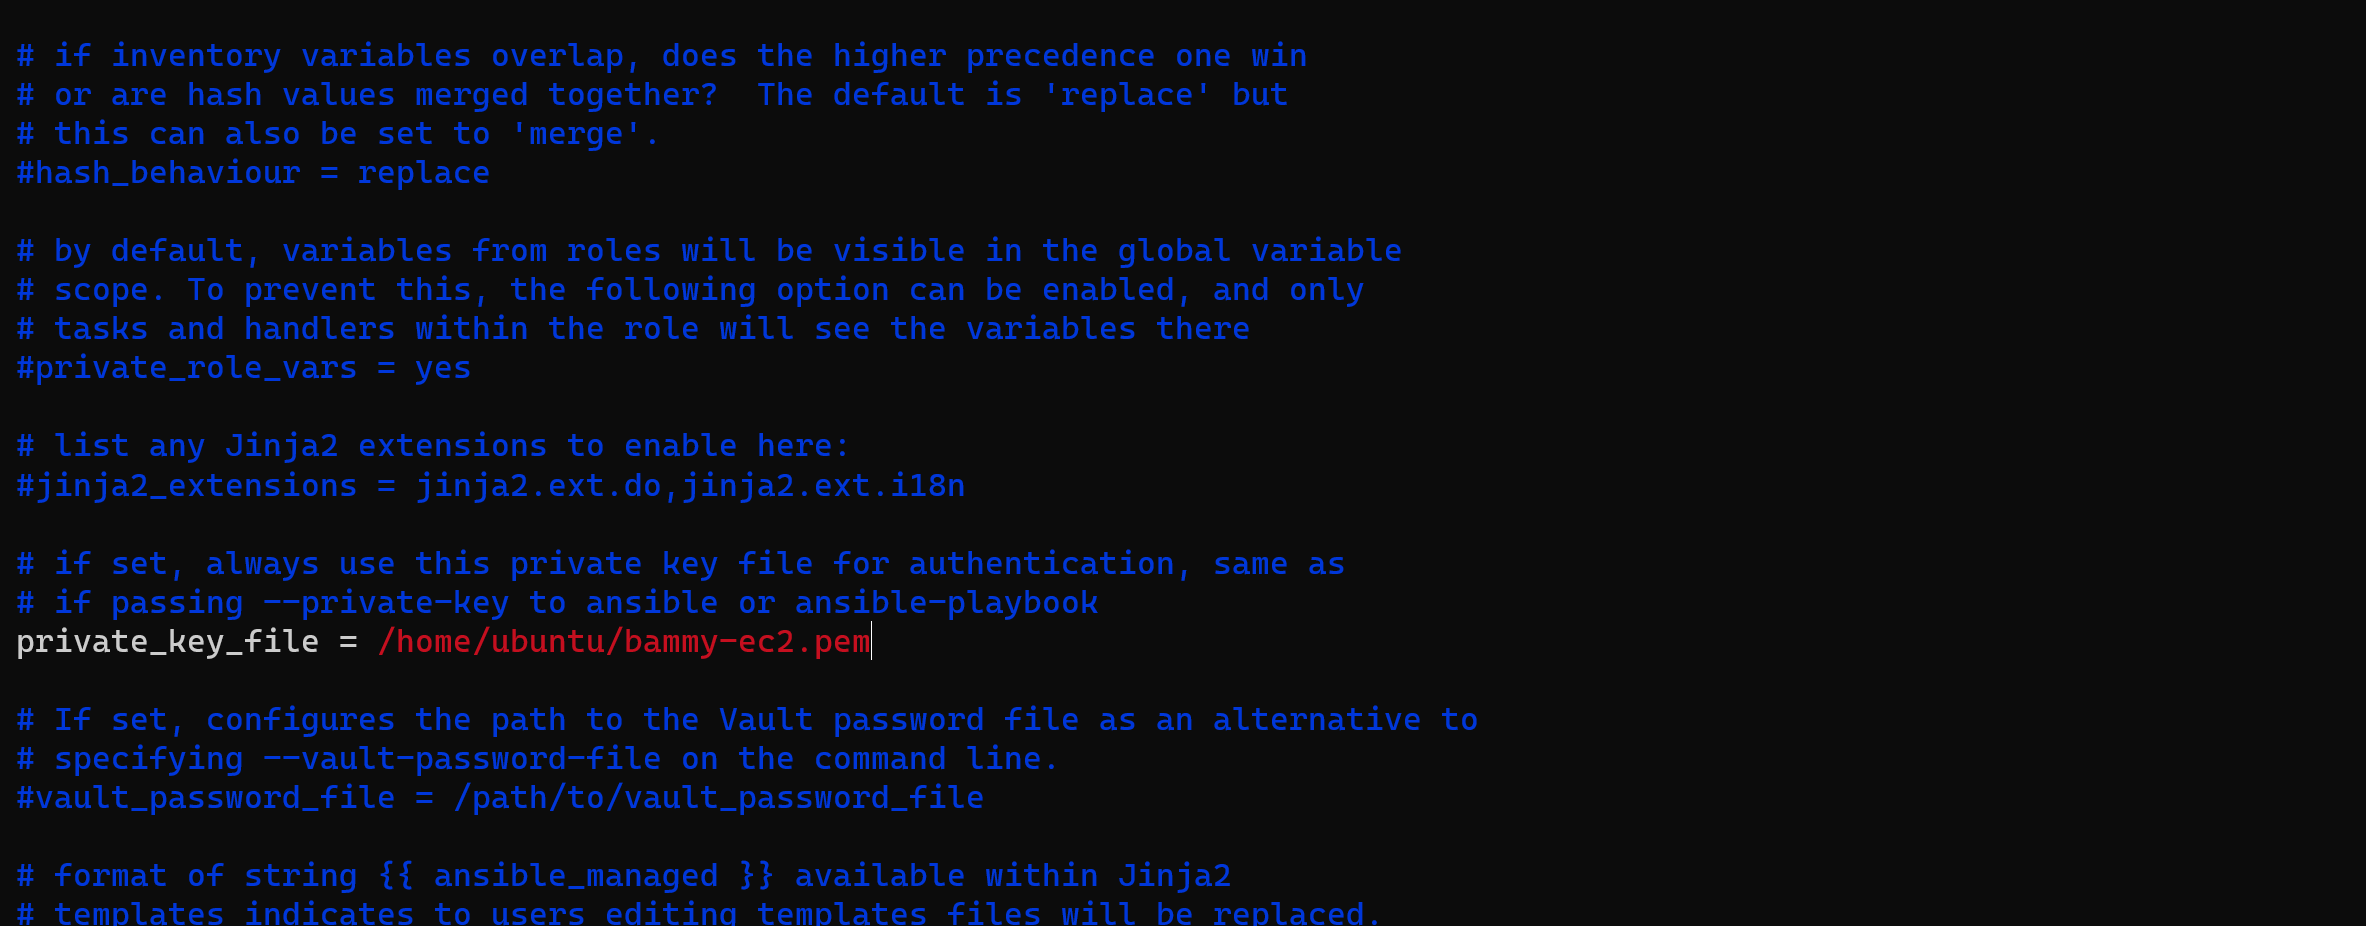 # if inventory variables overlap, does the higher precedence one win
# or are hash values merged together?  The default is 'replace' but
# this can also be set to 'merge'.
#hash_behaviour = replace
# by default, variables from roles will be visible in the global variable
# scope. To prevent this, the following option can be enabled, and only
# tasks and handlers within the role will see the variables there
#private_role_vars = yes
# list any Jinja2 extensions to enable here:
#jinja2_extensions = jinja2.ext.do,jinja2.ext.i18n
# if set, always use this private key file for authentication, same as
# if passing --private-key to ansible or ansible-playbook
private_key_file = /home/ubuntu/bammy-ec2.pem
# If set, configures the path to the Vault password file as an alternative to
# specifying --vault-password-file on the command line.
#vault_password_file = /path/to/vault_password_file
# format of string {{ ansible_managed }} available within Jinja2
# templates indicates to users editing templates files will be replaced.